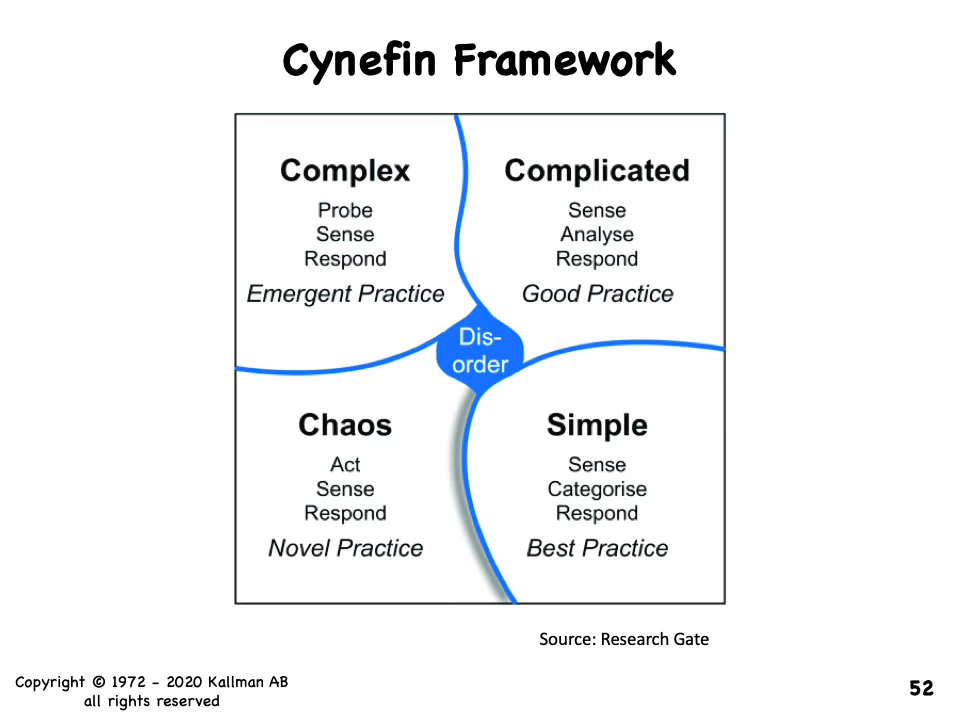 Cynefin Framework
Complex
Probe
Sense
Respond
Emergent Practice
Complicated
Sense
Analyse
Respond
Good Practice
Dis-
order
Chaos
Act
Sense
Respond
Novel Practice
Simple
Sense
Categorise
Respond
Best Practice
Source: Research Gate
Copyright © 1972 - 2020 Kallman AB
all rights reserved
52